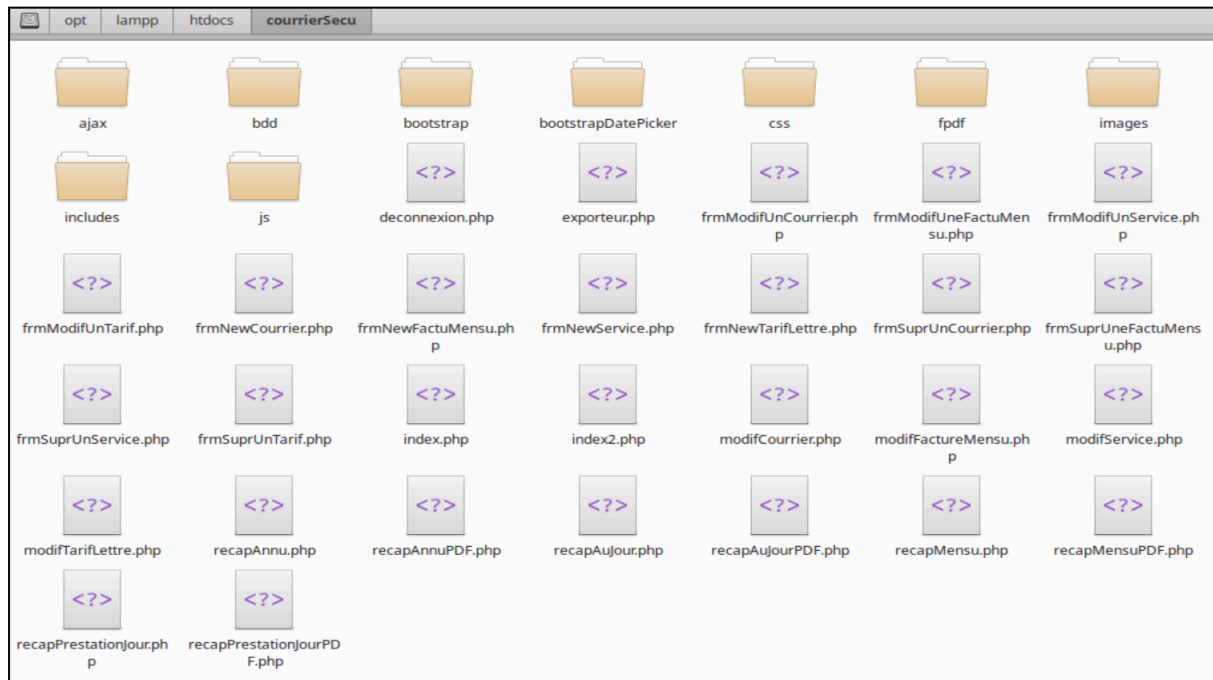 opt lampp htdocs courrierSecu
ajax bdd bootstrap bootstrapDatePicker css fpdf images
<?> <?> <?> <?> <?>
includes js deconnexion.php exporteur.php frmModifUnCourrier.ph frmModifUneFactuMen frmModifUnService.ph
p su.php p
<?> <?> <?> <?> <?> <?> <?>
frmModifUnTarif.php frmNewCourrier.php frmNewFactuMensu.ph frmNewService.php frmNewTarifLettre.php frmSuprUnCourrier.php frmSuprUneFactuMens
p u.php
<?> <?> <?> <?> <?> <?> <?>
frmSuprUnService.php frmSuprUnTarif.php index.php index2.php modifCourrier.php modifFactureMensu.ph modifService.php
p
<?> <?> <?> <?> <?> <?> <?>
modifTarifLettre.php recapAnnu.php recapAnnuPDF.php recapAuJour.php recapAuJourPDF.php recapMensu.php recapMensuPDF.php
<?> <?>
recapPrestationJour.ph recapPrestationJourPD
p F.php